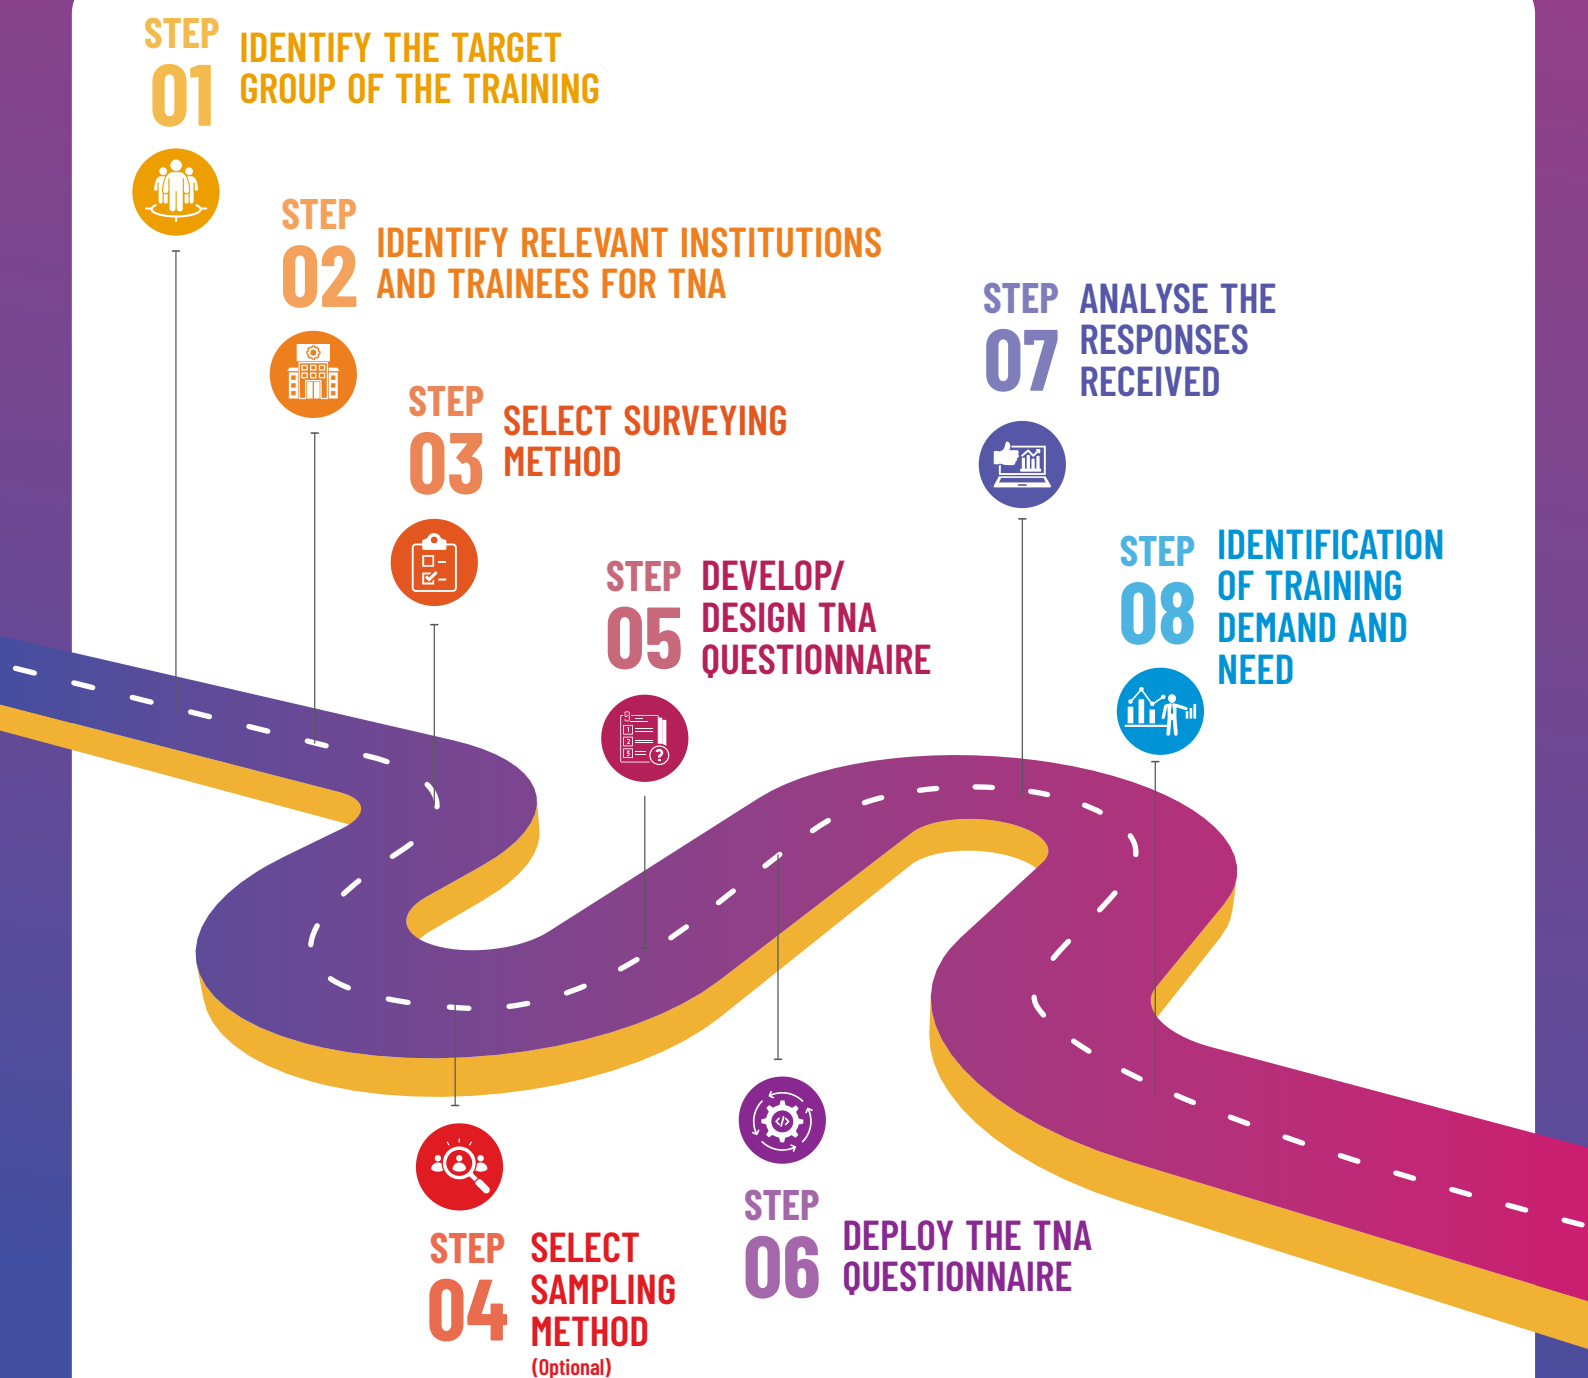 STEP
01
IDENTIFY THE TARGET
GROUP OF THE TRAINING
STEP
02
IDENTIFY RELEVANT INSTITUTIONS
AND TRAINEES FOR TNA
STEP
03
SELECT SURVEYING
METHOD
STEP
04
SELECT
SAMPLING
METHOD
(Optional)
STEP
05
DEVELOP/
DESIGN TNA
QUESTIONNAIRE
STEP
06
DEPLOY THE TNA
QUESTIONNAIRE
STEP
07
ANALYSE THE
RESPONSES
RECEIVED
STEP
08
IDENTIFICATION
OF TRAINING
DEMAND AND
NEED